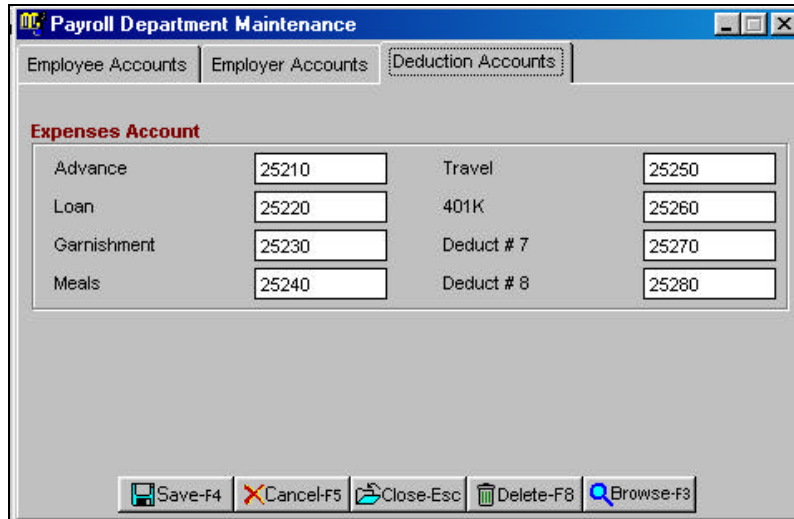 Payroll Department Maintenance
Employee Accounts Employer Accounts Deduction Accounts
Expenses Account
Advance 25210 Travel 25250
Loan 25220 401K 25260
Garnishment 25230 Deduct # 7 25270
Meals 25240 Deduct # 8 25280
Save-F4 Cancel-F5 Close-Esc Delete-F8 Browse-F3